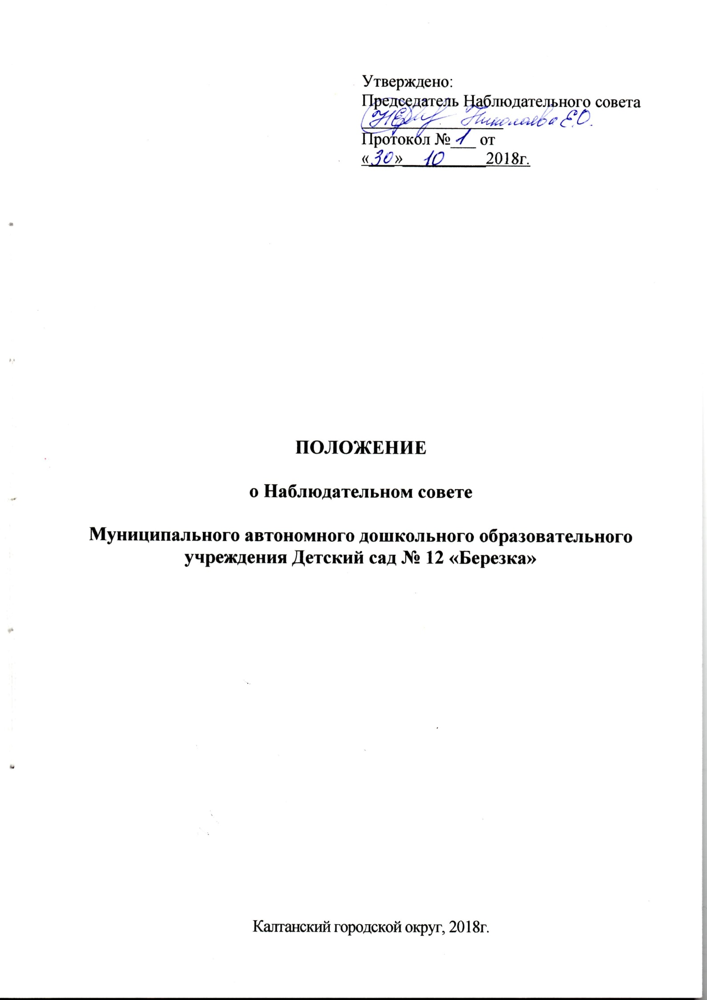 Утверждено:
Председатель Наблюдательного совета
Николаева Е.О.
Протокол № 1 от
«30» 10 2018г.
ПОЛОЖЕНИЕ
о Наблюдательном совете
Муниципального автономного дошкольного образовательного
учреждения Детский сад № 12 «Березка»
Калтанский городской округ, 2018г.